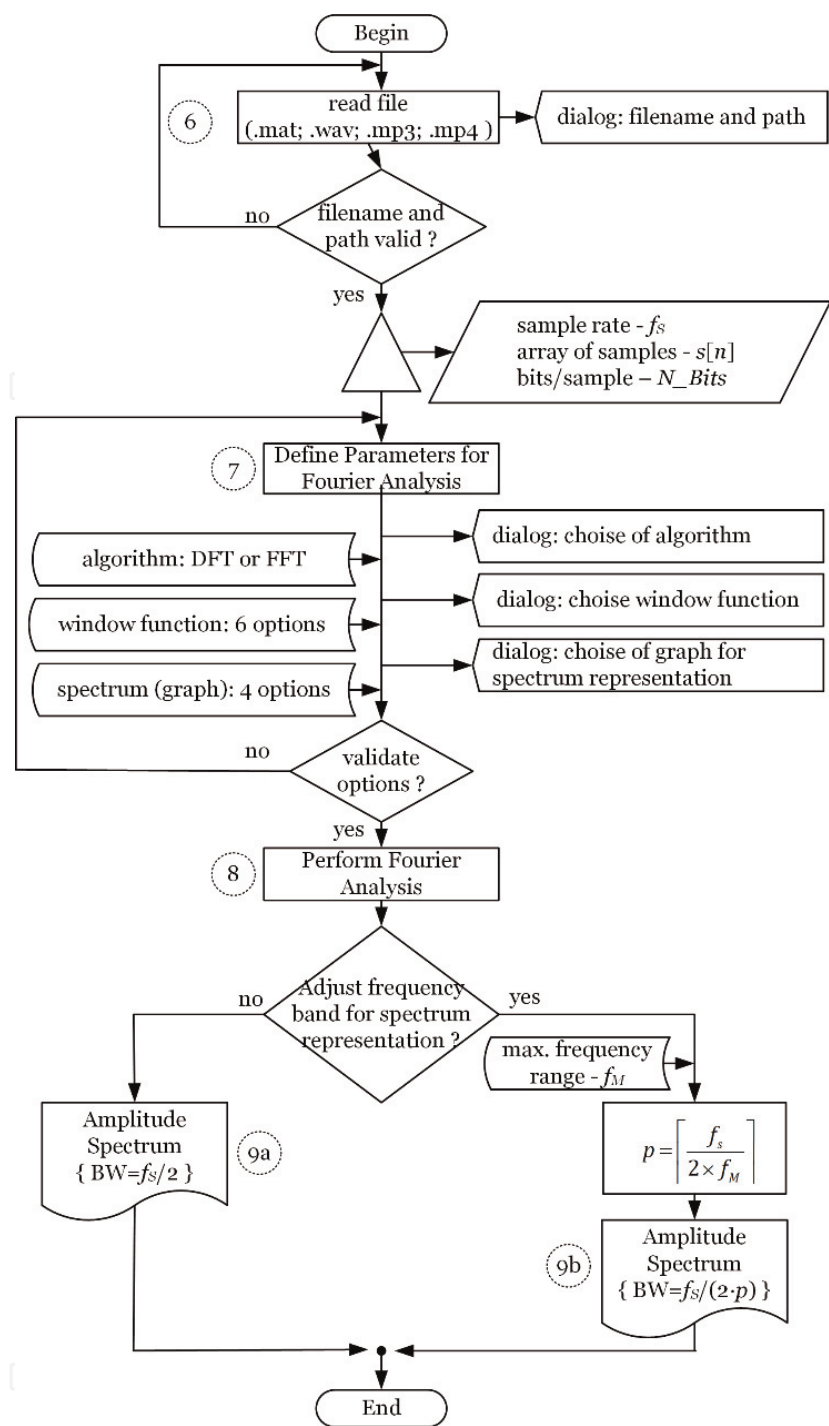 Begin
read file
(.mat; .wav; .mp3; .mp4 )
dialog: filename and path
6
no
filename and
path valid ?
yes
sample rate - fS
array of samples - s[n]
bits/sample – N_Bits
7
Define Parameters for
Fourier Analysis
algorithm: DFT or FFT
dialog: choise of algorithm
window function: 6 options
dialog: choise window function
spectrum (graph): 4 options
dialog: choise of graph for
spectrum representation
no
validate
options ?
yes
8
Perform Fourier
Analysis
no
Adjust frequency
band for spectrum
representation ?
yes
max. frequency
range - fM
Amplitude
Spectrum
{ BW=fS/2 }
9a
p = ⌈ fs / 2 × fM ⌉
9b
Amplitude
Spectrum
{ BW=fS/(2·p) }
End